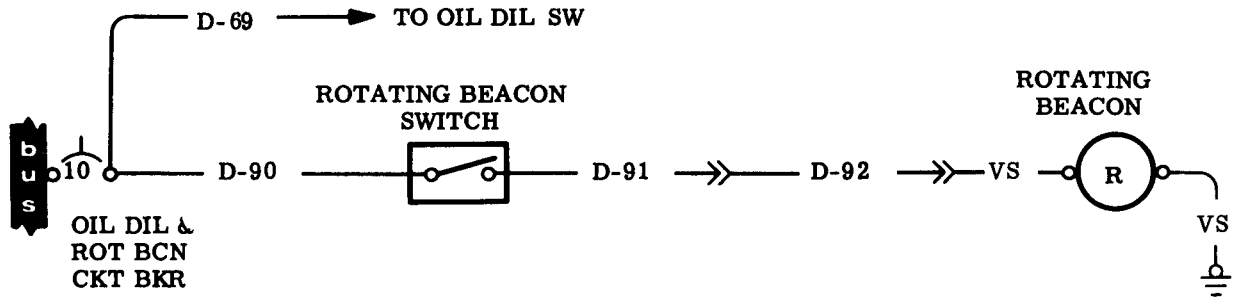 D-69 TO OIL DIL SW
ROTATING BEACON
SWITCH
ROTATING
BEACON
bus
10
D-90
D-91
D-92
VS
R
VS
OIL DIL &
ROT BCN
CKT BKR